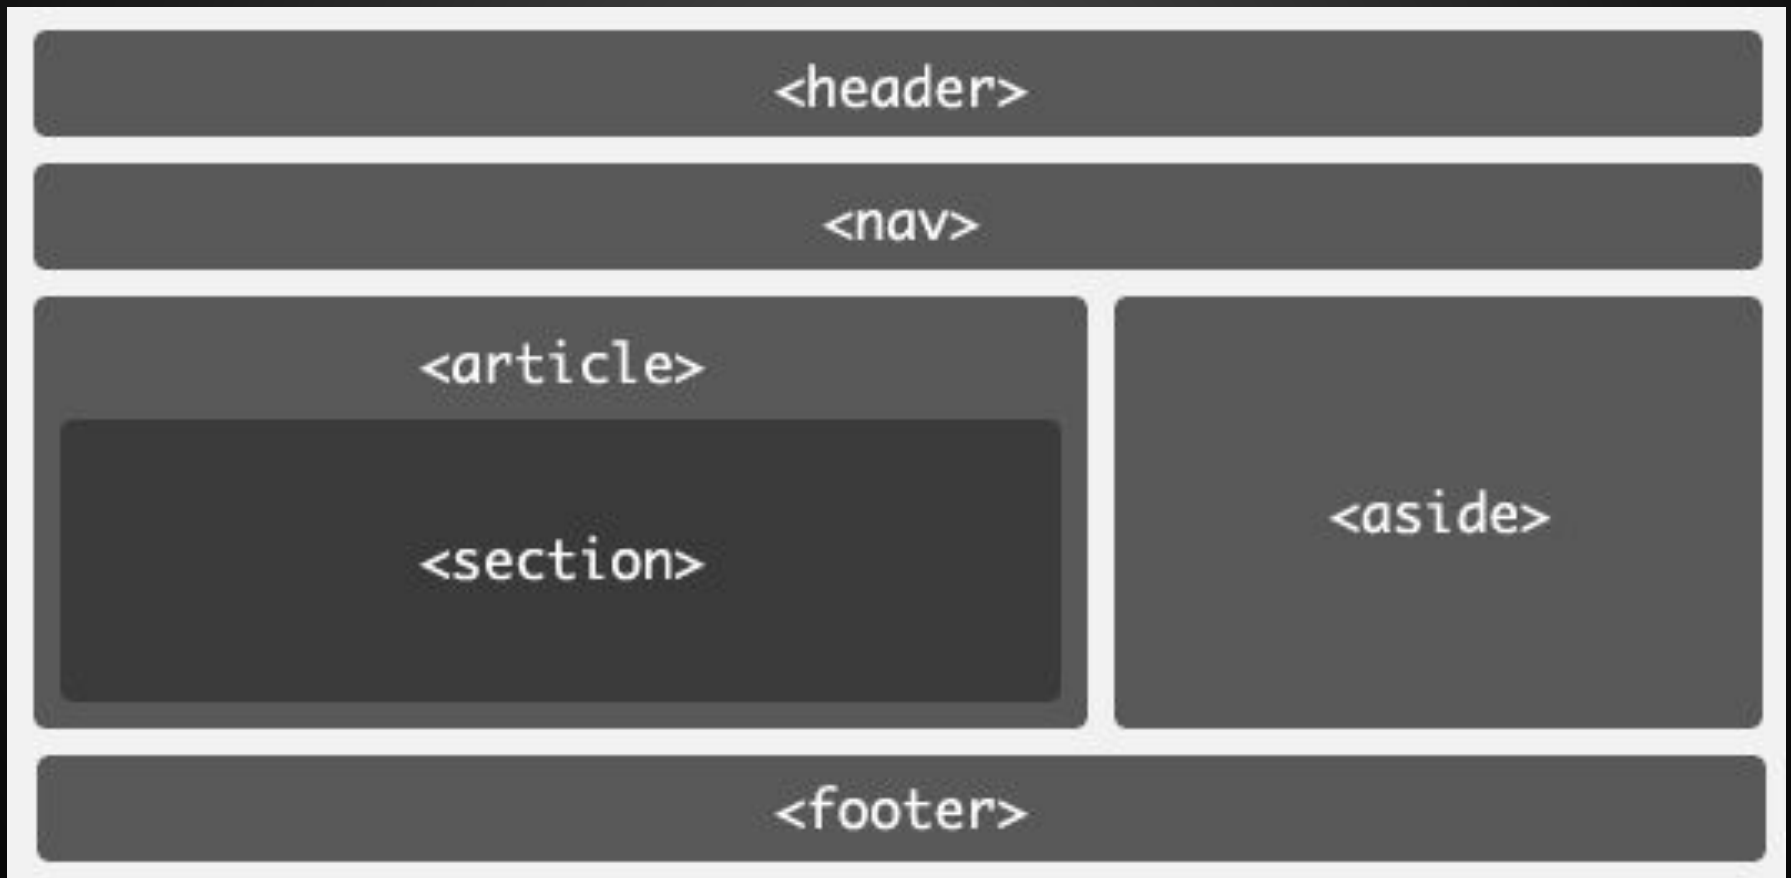 <header>
<nav>
<article>
<section>
<aside>
<footer>